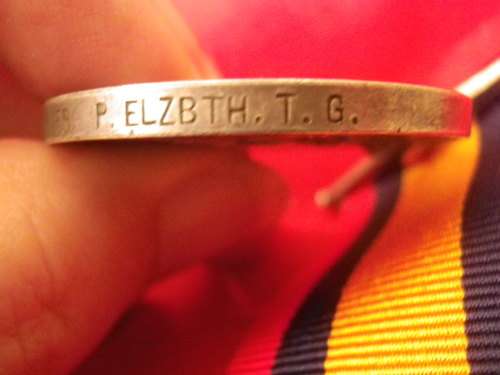 P. ELZBTH. T. G.